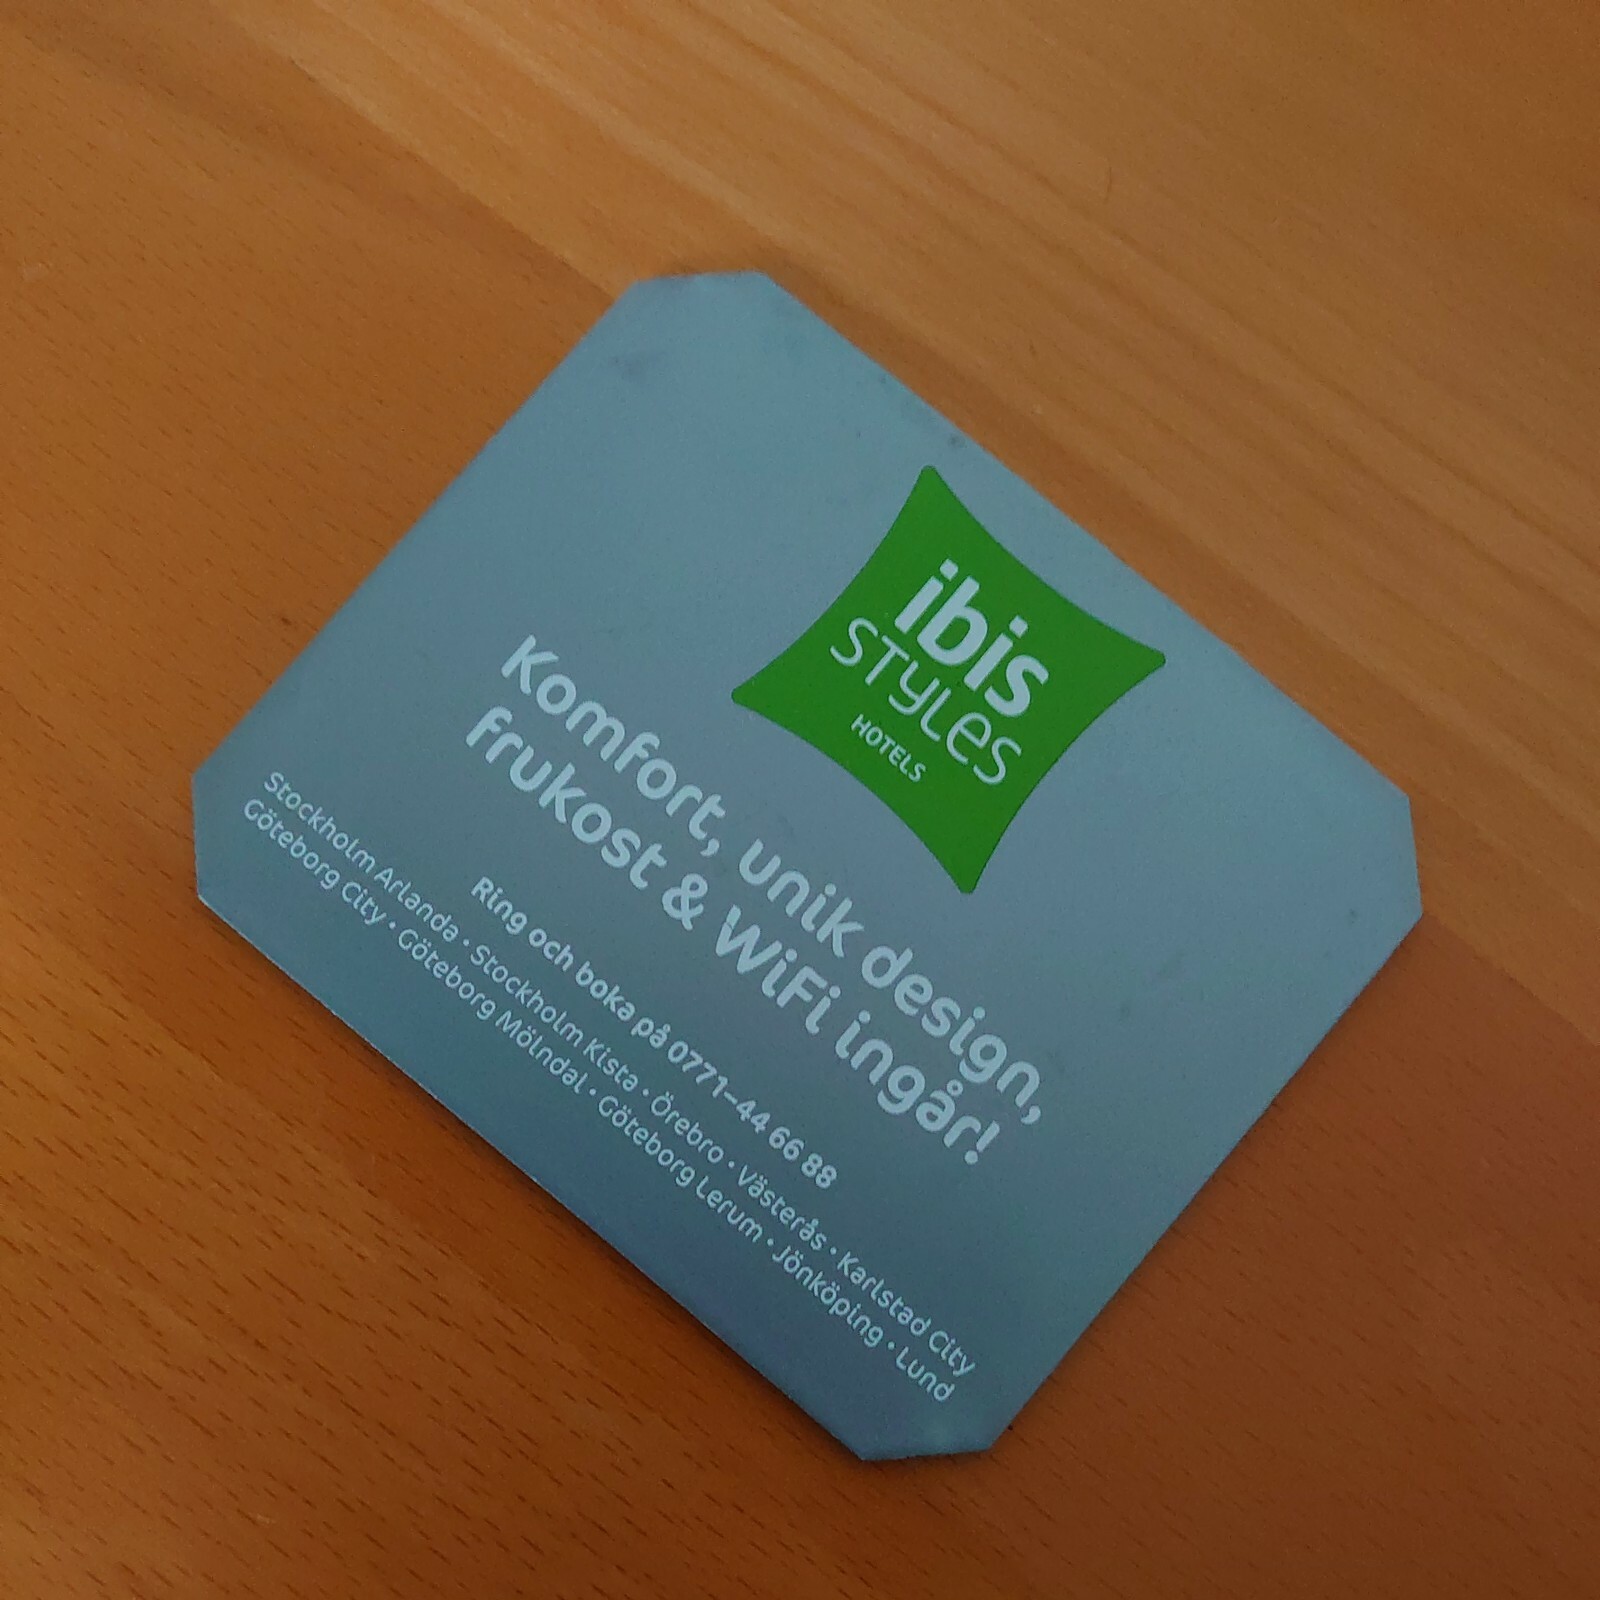 ibis
STYLES
HOTELS
Komfort, unik design,
frukost & WiFi ingår!
Ring och boka på 0771-44 66 88
Stockholm Arlanda • Stockholm Kista • Örebro • Västerås • Karlstad City
Göteborg City • Göteborg Mölndal • Göteborg Lerum • Jönköping • Lund